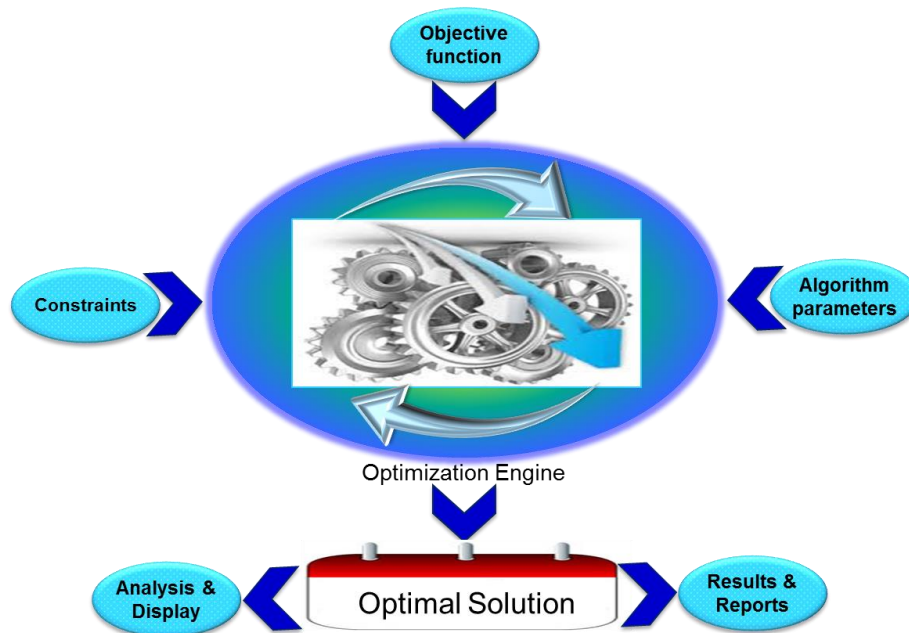 Objective
function
Constraints
Algorithm
parameters
Optimization Engine
Analysis &
Display
Optimal Solution
Results &
Reports